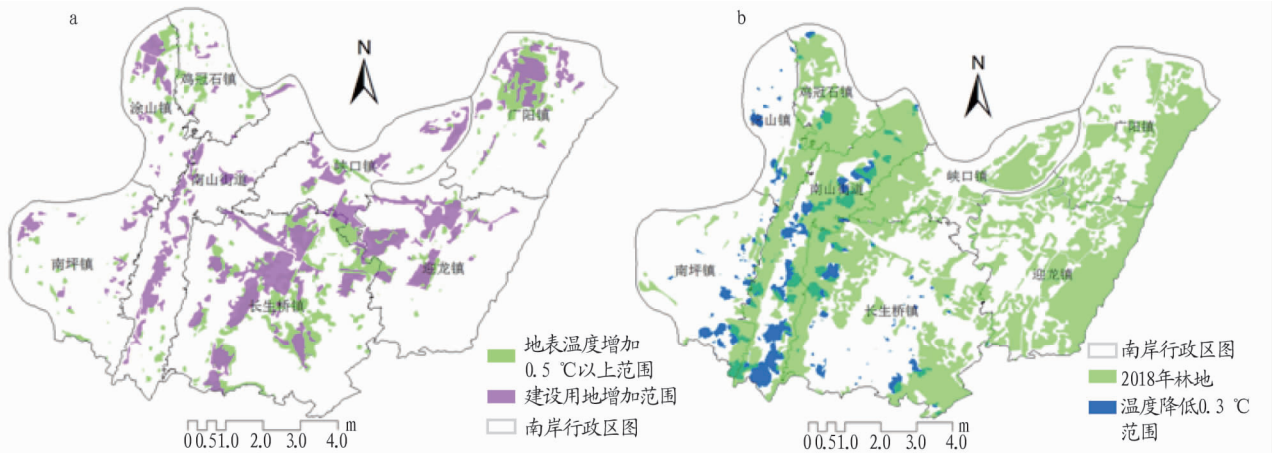 a
N
鸡冠石镇
涂山镇
广阳镇
南山街道
峡口镇
南坪镇
迎龙镇
长生桥镇
地表温度增加
0.5 ℃以上范围
建设用地增加范围
南岸行政区图
m
0 0.5 1.0 2.0 3.0 4.0
b
N
鸡冠石镇
涂山镇
广阳镇
南山街道
峡口镇
南坪镇
迎龙镇
长生桥镇
南岸行政区图
2018年林地
温度降低0.3 ℃
范围
m
0 0.5 1.0 2.0 3.0 4.0